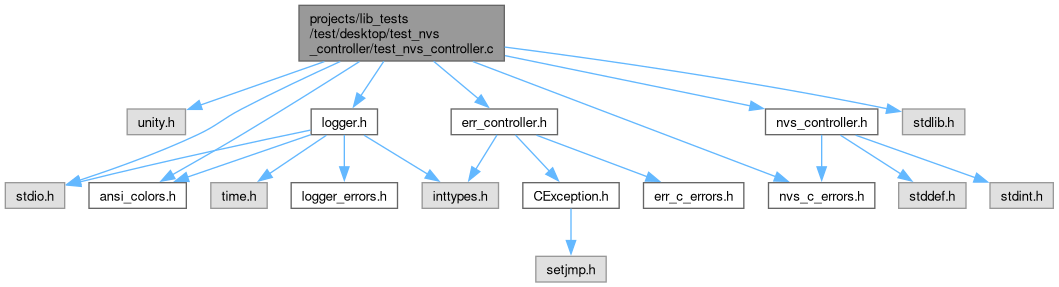 projects/lib_tests
/test/desktop/test_nvs
_controller/test_nvs_controller.c
unity.h
logger.h
err_controller.h
nvs_controller.h
stdlib.h
stdio.h
ansi_colors.h
time.h
logger_errors.h
inttypes.h
CException.h
err_c_errors.h
nvs_c_errors.h
stddef.h
stdint.h
setjmp.h